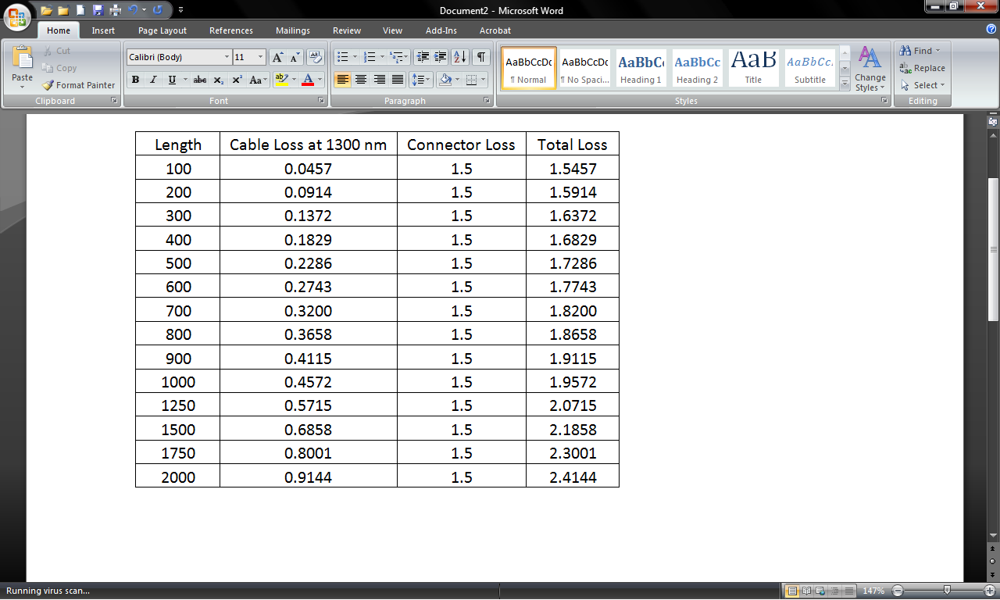 Document2 - Microsoft Word
Home Insert Page Layout References Mailings Review View Add-Ins Acrobat
Paste
Cut
Copy
Format Painter
Clipboard
Calibri (Body) 11
Font
Paragraph
AaBbCcDc AaBbCcDc AaBbC AaBbCc AaB AaBbCc.
¶ Normal ¶ No Spaci... Heading 1 Heading 2 Title Subtitle
Change Styles
Styles
Find
Replace
Select
Editing
Length Cable Loss at 1300 nm Connector Loss Total Loss
100 0.0457 1.5 1.5457
200 0.0914 1.5 1.5914
300 0.1372 1.5 1.6372
400 0.1829 1.5 1.6829
500 0.2286 1.5 1.7286
600 0.2743 1.5 1.7743
700 0.3200 1.5 1.8200
800 0.3658 1.5 1.8658
900 0.4115 1.5 1.9115
1000 0.4572 1.5 1.9572
1250 0.5715 1.5 2.0715
1500 0.6858 1.5 2.1858
1750 0.8001 1.5 2.3001
2000 0.9144 1.5 2.4144
Running virus scan...
147%